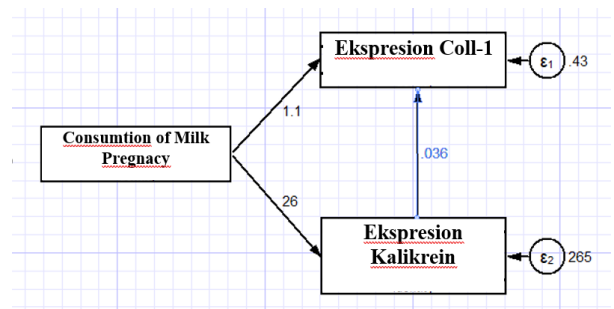 Ekspresion Coll-1
ε1 .43
1.1
Consumtion of Milk
Pregnacy
.036
26
Ekspresion
Kalikrein
ε2 265